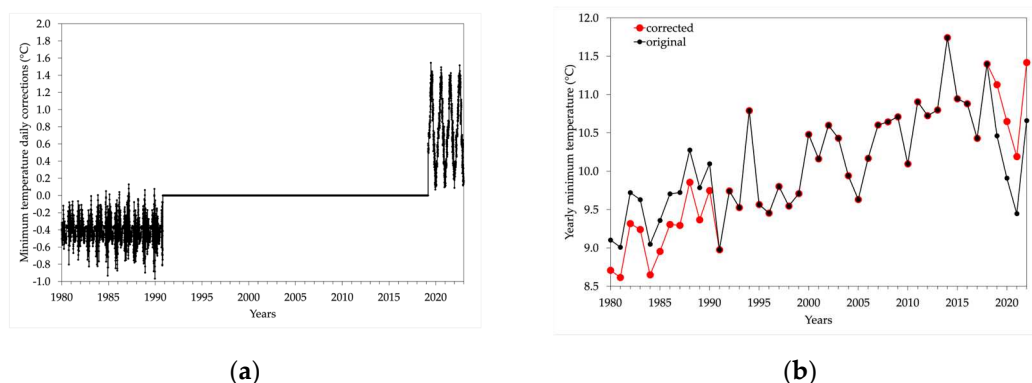 2.0
1.8
1.6
1.4
1.2
1.0
0.8
0.6
0.4
0.2
0.0
-0.2
-0.4
-0.6
-0.8
-1.0
Minimum temperature daily corrections (°C)
1980 1985 1990 1995 2000 2005 2010 2015 2020
Years
(a)
12.0
11.5
11.0
10.5
10.0
9.5
9.0
8.5
Yearly minimum temperature (°C)
corrected
original
1980 1985 1990 1995 2000 2005 2010 2015 2020
Years
(b)